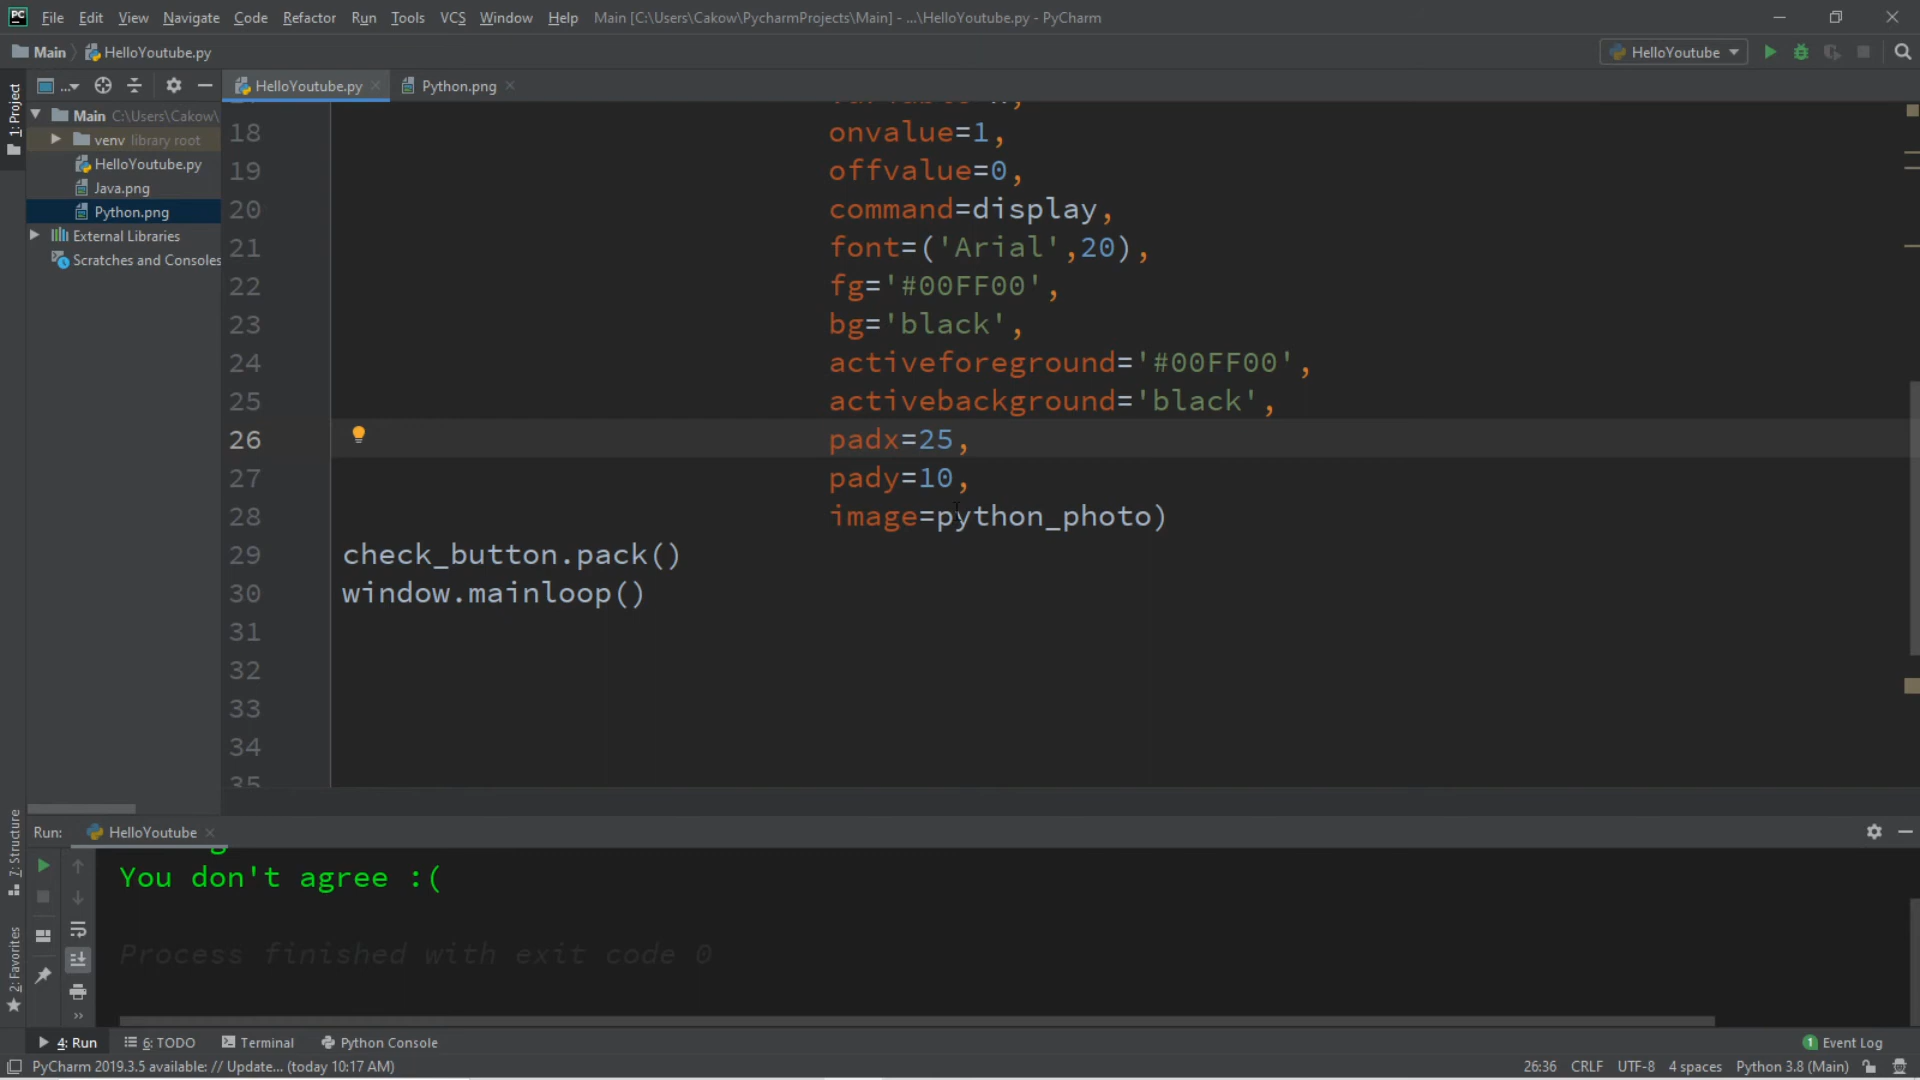 PC File Edit View Navigate Code Refactor Run Tools VCS Window Help Main [C:\Users\Cakow\PycharmProjects\Main] - ...\HelloYoutube.py - PyCharm
Main HelloYoutube.py HelloYoutube
... HelloYoutube.py Python.png
1: Project
Main C:\Users\Cakow\
venv library root
HelloYoutube.py
Java.png
Python.png
External Libraries
Scratches and Consoles
18 onvalue=1,
19 offvalue=0,
20 command=display,
21 font=('Arial',20),
22 fg='#00FF00',
23 bg='black',
24 activeforeground='#00FF00',
25 activebackground='black',
26 padx=25,
27 pady=10,
28 image=python_photo)
29 check_button.pack()
30 window.mainloop()
31
32
33
34
35
7: Structure
2: Favorites
Run: HelloYoutube
You don't agree :(
Process finished with exit code 0
4: Run 6: TODO Terminal Python Console 1 Event Log
PyCharm 2019.3.5 available: // Update... (today 10:17 AM) 26:36 CRLF UTF-8 4 spaces Python 3.8 (Main)